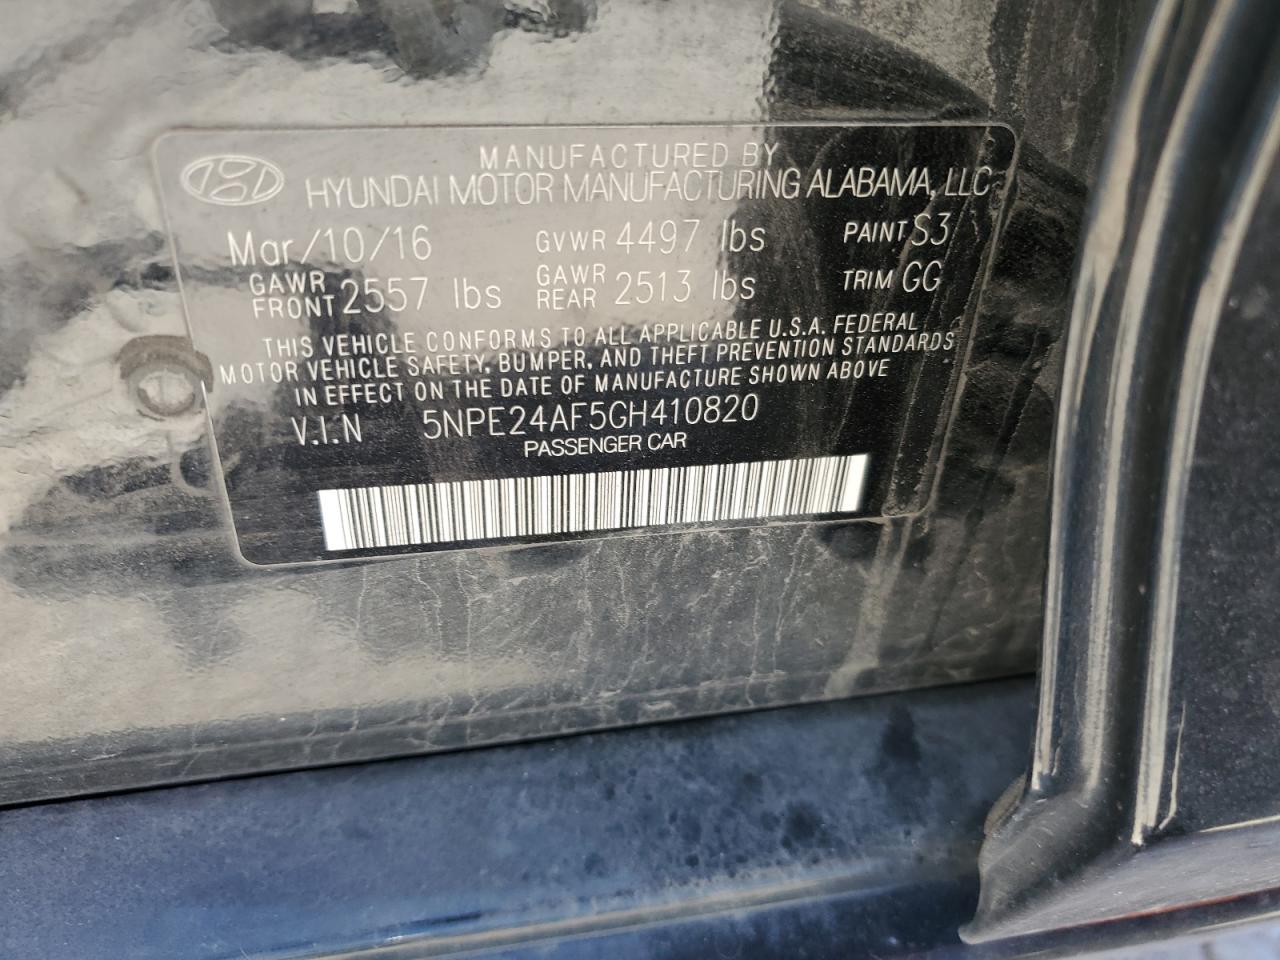 MANUFACTURED BY
HYUNDAI MOTOR MANUFACTURING ALABAMA, LLC
Mar/10/16 GVWR 4497 lbs PAINT S3
GAWR FRONT 2557 lbs GAWR REAR 2513 lbs TRIM GG
THIS VEHICLE CONFORMS TO ALL APPLICABLE U.S.A. FEDERAL
MOTOR VEHICLE SAFETY, BUMPER, AND THEFT PREVENTION STANDARDS
IN EFFECT ON THE DATE OF MANUFACTURE SHOWN ABOVE
V.I.N 5NPE24AF5GH410820
PASSENGER CAR